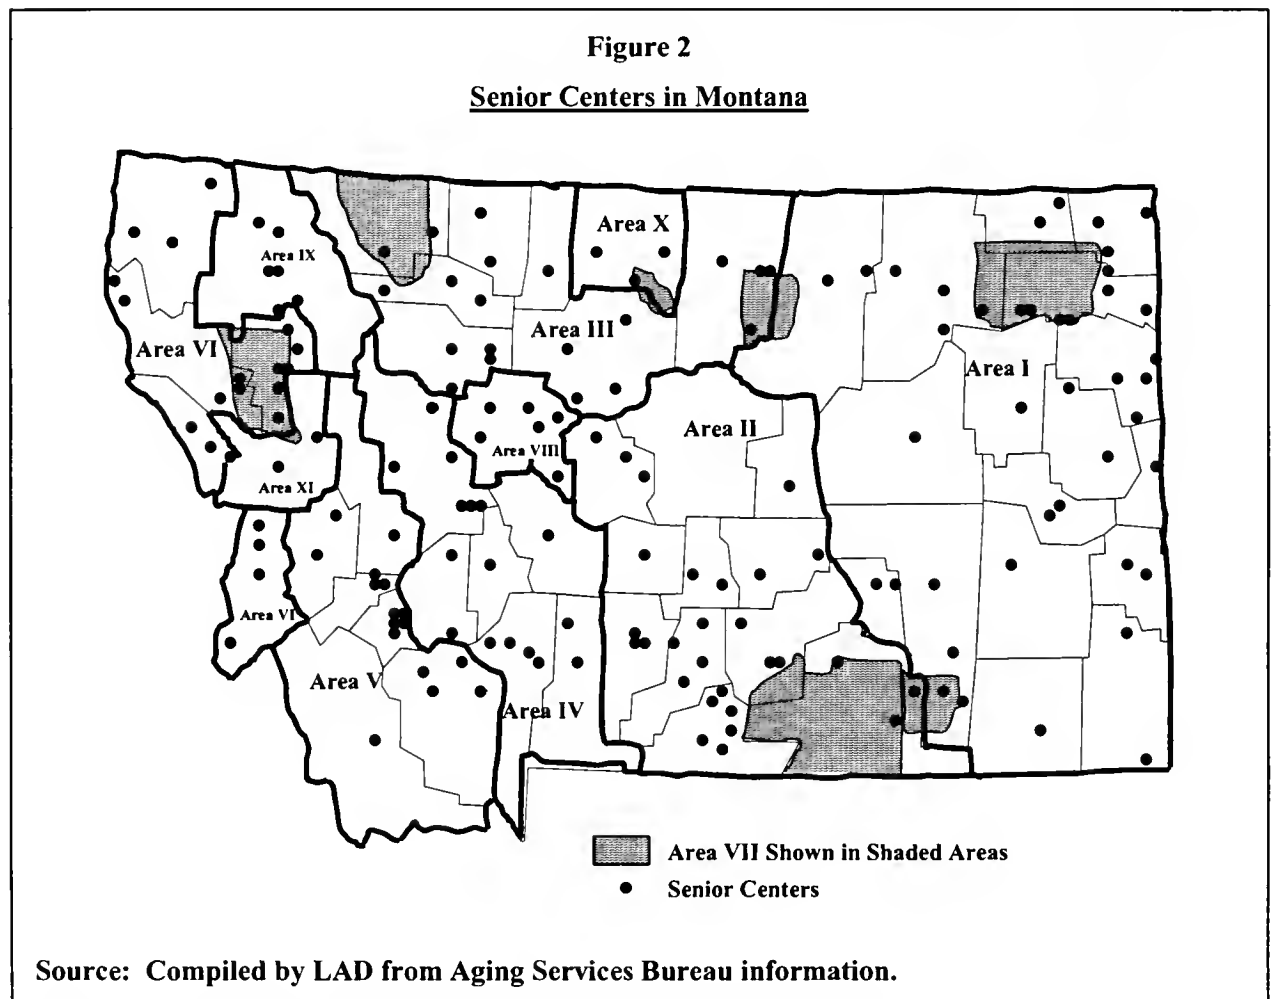 Figure 2
Senior Centers in Montana
Area X
Area IX
Area III
Area VI
Area I
Area II
Area VIII
Area XI
Area VI
Area V
Area IV
Area VII Shown in Shaded Areas
Senior Centers
Source: Compiled by LAD from Aging Services Bureau information.